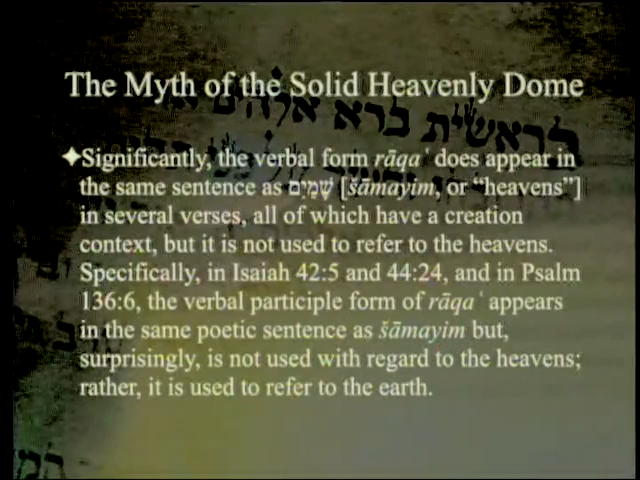 The Myth of the Solid Heavenly Dome
✦Significantly, the verbal form rāqaʿ does appear in
the same sentence as שָׁמַיִם [šāmayim, or “heavens”]
in several verses, all of which have a creation
context, but it is not used to refer to the heavens.
Specifically, in Isaiah 42:5 and 44:24, and in Psalm
136:6, the verbal participle form of rāqaʿ appears
in the same poetic sentence as šāmayim but,
surprisingly, is not used with regard to the heavens;
rather, it is used to refer to the earth.
בראשית ברא אלהים